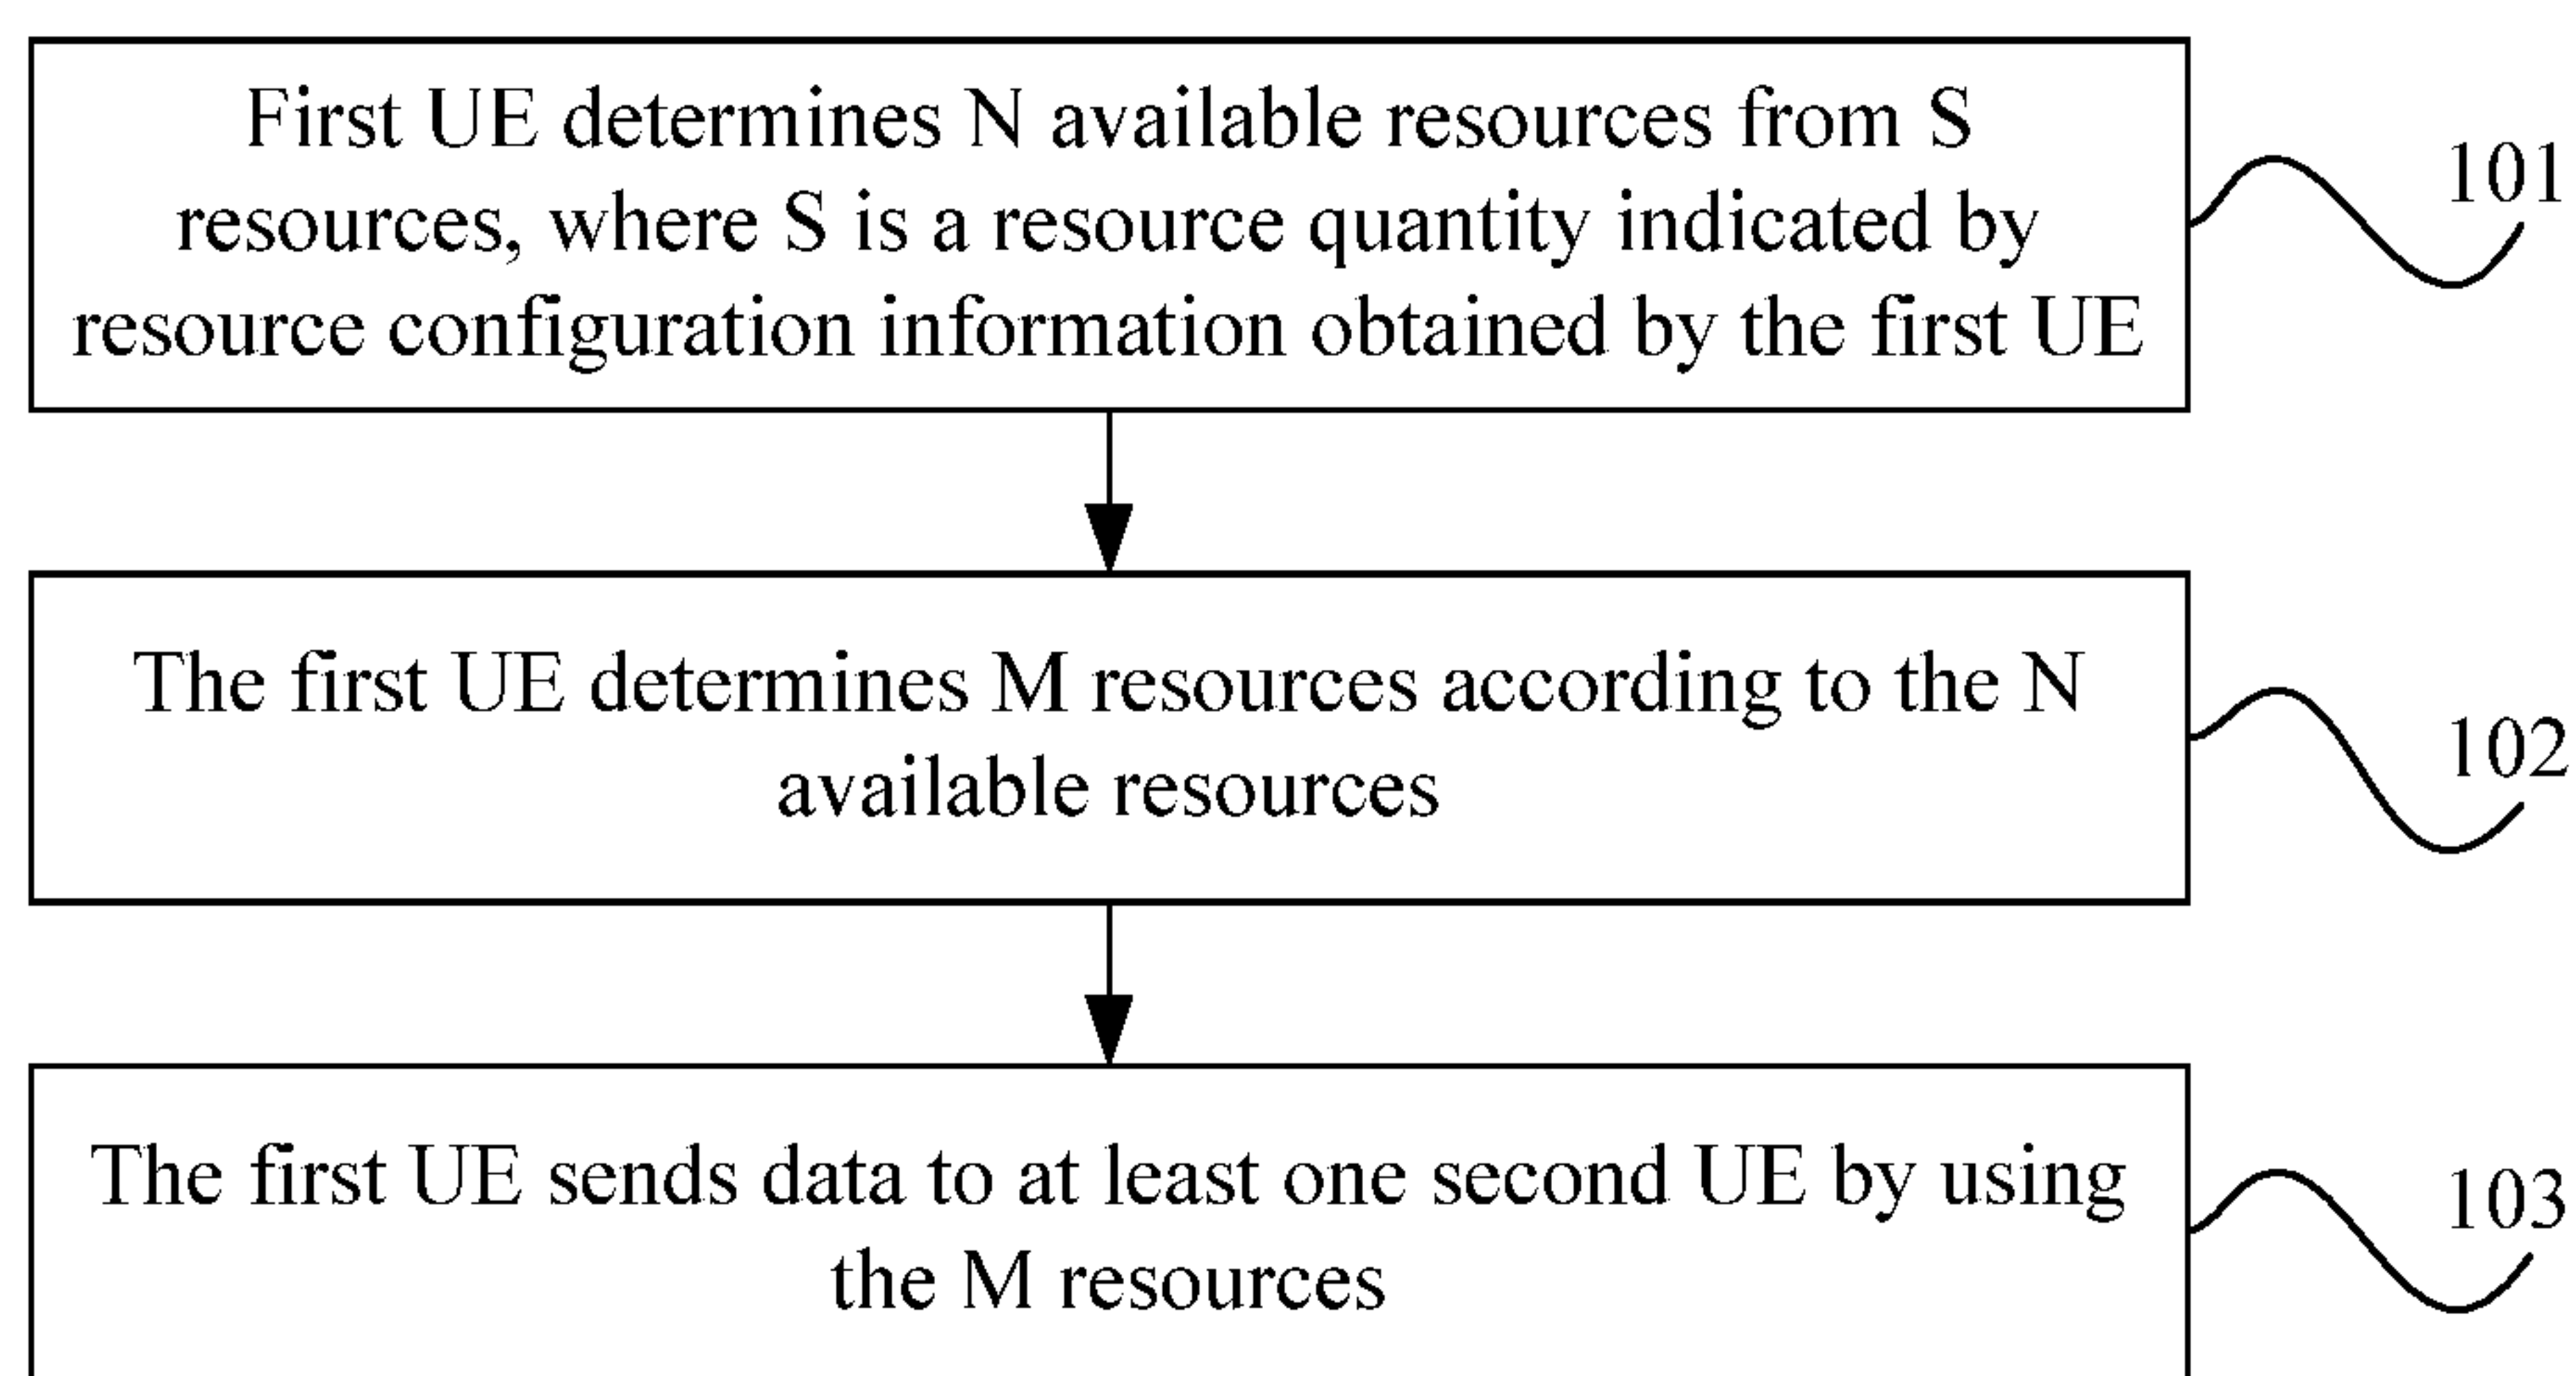 First UE determines N available resources from S
resources, where S is a resource quantity indicated by
resource configuration information obtained by the first UE
101
The first UE determines M resources according to the N
available resources
102
The first UE sends data to at least one second UE by using
the M resources
103